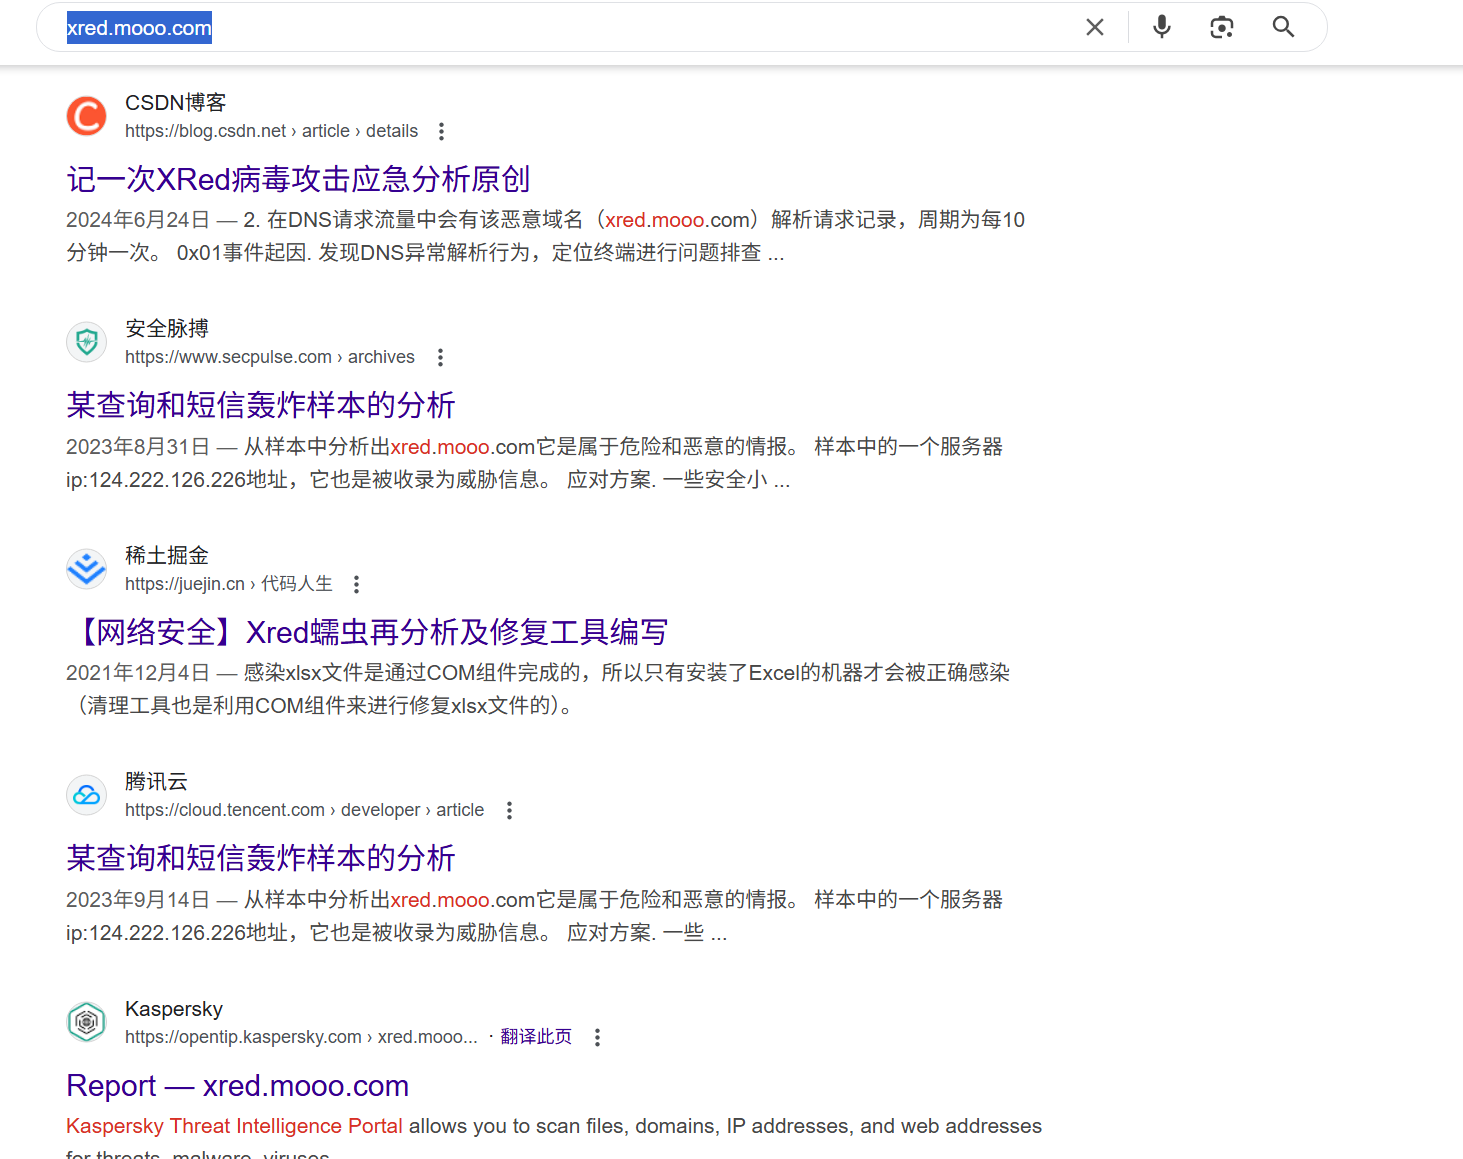 xred.mooo.com
CSDN博客
https://blog.csdn.net › article › details
记一次XRed病毒攻击应急分析原创
2024年6月24日 — 2. 在DNS请求流量中会有该恶意域名（xred.mooo.com）解析请求记录，周期为每10
分钟一次。 0x01事件起因. 发现DNS异常解析行为，定位终端进行问题排查 ...
安全脉搏
https://www.secpulse.com › archives
某查询和短信轰炸样本的分析
2023年8月31日 — 从样本中分析出xred.mooo.com它是属于危险和恶意的情报。 样本中的一个服务器
ip:124.222.126.226地址，它也是被收录为威胁信息。 应对方案. 一些安全小 ...
稀土掘金
https://juejin.cn › 代码人生
【网络安全】Xred蠕虫再分析及修复工具编写
2021年12月4日 — 感染xlsx文件是通过COM组件完成的，所以只有安装了Excel的机器才会被正确感染
（清理工具也是利用COM组件来进行修复xlsx文件的）。
腾讯云
https://cloud.tencent.com › developer › article
某查询和短信轰炸样本的分析
2023年9月14日 — 从样本中分析出xred.mooo.com它是属于危险和恶意的情报。 样本中的一个服务器
ip:124.222.126.226地址，它也是被收录为威胁信息。 应对方案. 一些 ...
Kaspersky
https://opentip.kaspersky.com › xred.mooo... · 翻译此页
Report — xred.mooo.com
Kaspersky Threat Intelligence Portal allows you to scan files, domains, IP addresses, and web addresses
for threats, malware, viruses